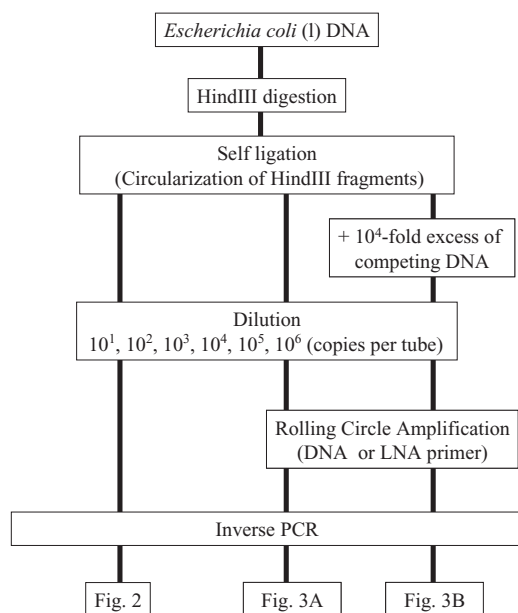 Escherichia coli (l) DNA
HindIII digestion
Self ligation
(Circularization of HindIII fragments)
+ 10⁴-fold excess of
competing DNA
Dilution
10¹, 10², 10³, 10⁴, 10⁵, 10⁶ (copies per tube)
Rolling Circle Amplification
(DNA or LNA primer)
Inverse PCR
Fig. 2
Fig. 3A
Fig. 3B